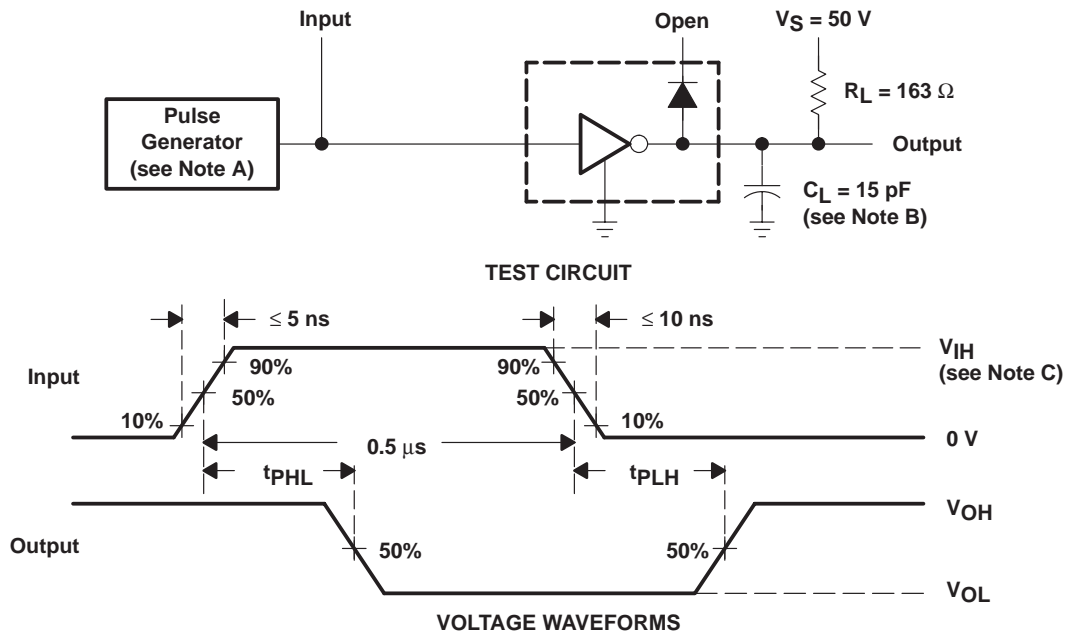 Input
Open
VS = 50 V
Pulse
Generator
(see Note A)
RL = 163 Ω
Output
CL = 15 pF
(see Note B)
TEST CIRCUIT
≤ 5 ns
≤ 10 ns
Input
90%
90%
VIH
(see Note C)
50%
50%
10%
10%
0.5 μs
0 V
tPHL
tPLH
VOH
Output
50%
50%
VOL
VOLTAGE WAVEFORMS